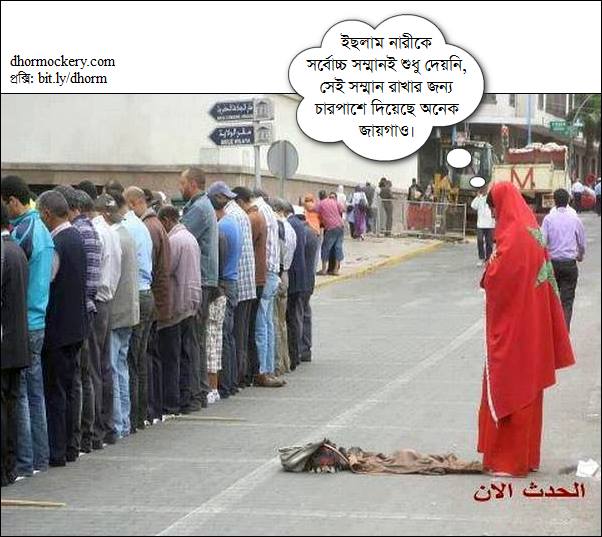 dhormockery.com
প্রক্সি: bit.ly/dhorm
ইছলাম নারীকে
সর্বোচ্চ সম্মানই শুধু দেয়নি,
সেই সম্মান রাখার জন্য
চারপাশে দিয়েছে অনেক
জায়গাও।
M
الحدث الان